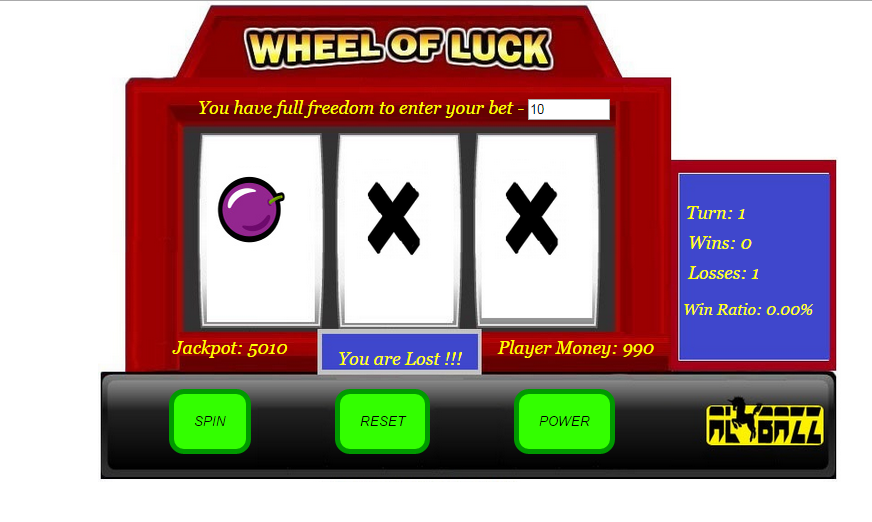 WHEEL OF LUCK
You have full freedom to enter your bet - 10
Turn: 1
Wins: 0
Losses: 1
Win Ratio: 0.00%
Jackpot: 5010
You are Lost !!!
Player Money: 990
SPIN
RESET
POWER
ALBAZZ